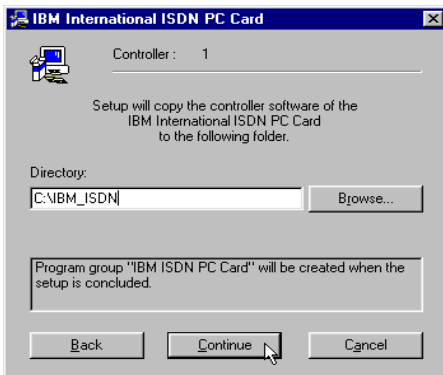 IBM International ISDN PC Card
Controller : 1
Setup will copy the controller software of the
IBM International ISDN PC Card
to the following folder.
Directory:
C:\IBM_ISDN
Browse...
Program group "IBM ISDN PC Card" will be created when the
setup is concluded.
Back
Continue
Cancel